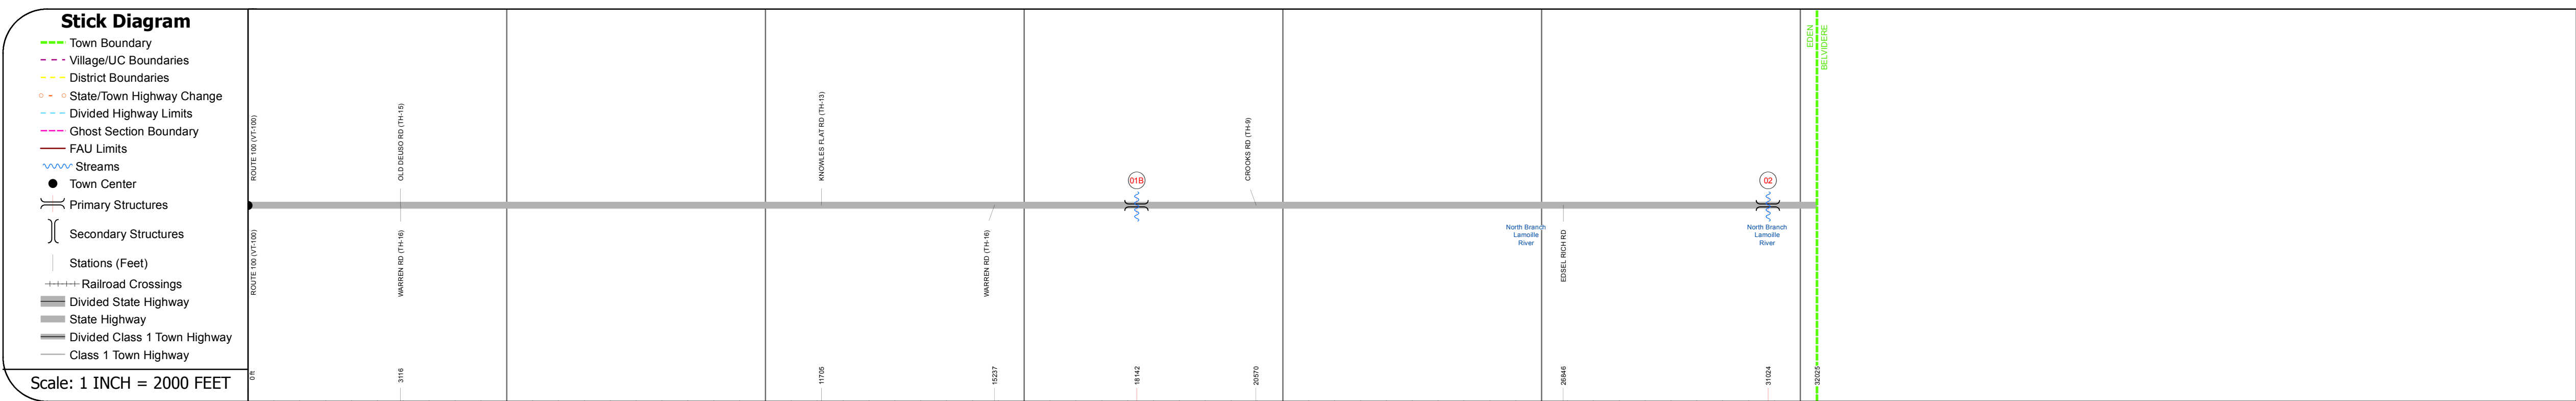 Stick Diagram
Town Boundary
Village/UC Boundaries
District Boundaries
State/Town Highway Change
Divided Highway Limits
Ghost Section Boundary
FAU Limits
Streams
Town Center
Primary Structures
Secondary Structures
Stations (Feet)
Railroad Crossings
Divided State Highway
State Highway
Divided Class 1 Town Highway
Class 1 Town Highway
Scale: 1 INCH = 2000 FEET
ROUTE 100 (VT-100)
ROUTE 100 (VT-100)
0 ft
OLD DEUSO RD (TH-15)
WARREN RD (TH-16)
3116
KNOWLES FLAT RD (TH-13)
11705
WARREN RD (TH-16)
15237
01B
18142
CROOKS RD (TH-9)
20570
North Branch
Lamoille
River
EDSEL RICH RD
26846
02
North Branch
Lamoille
River
31024
EDEN
BELVIDERE
32025